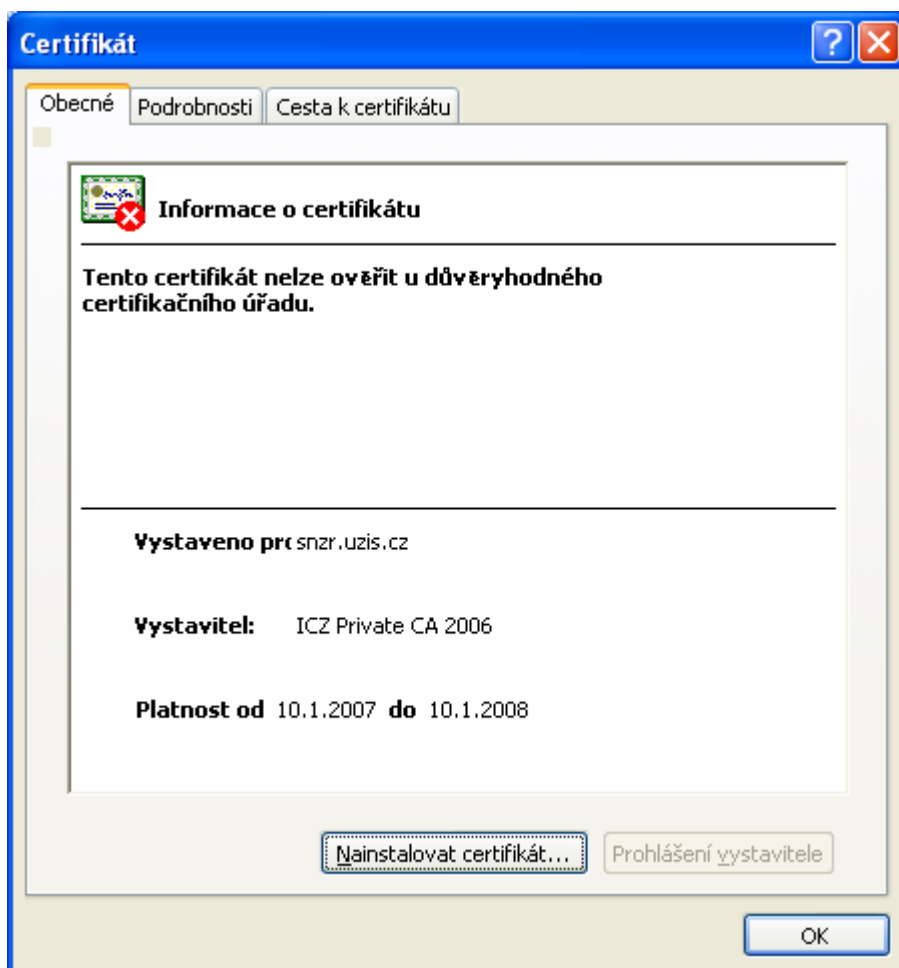 Certifikát
Obecné Podrobnosti Cesta k certifikátu
Informace o certifikátu
Tento certifikát nelze ověřit u důvěryhodného
certifikačního úřadu.
Vystaveno pro snzr.uzis.cz
Vystavitel: ICZ Private CA 2006
Platnost od 10.1.2007 do 10.1.2008
Nainstalovat certifikát... Prohlášení vystavitele
OK